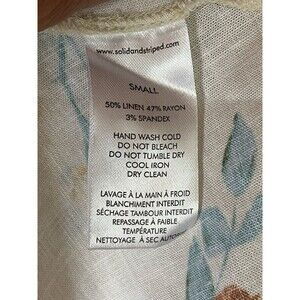 www.solidandstriped.com
SMALL
50% LINEN 47% RAYON
3% SPANDEX
HAND WASH COLD
DO NOT BLEACH
DO NOT TUMBLE DRY
COOL IRON
DRY CLEAN
LAVAGE À LA MAIN À FROID
BLANCHIMENT INTERDIT
SÉCHAGE TAMBOUR INTERDIT
REPASSAGE À FAIBLE
TEMPÉRATURE
NETTOYAGE À SEC